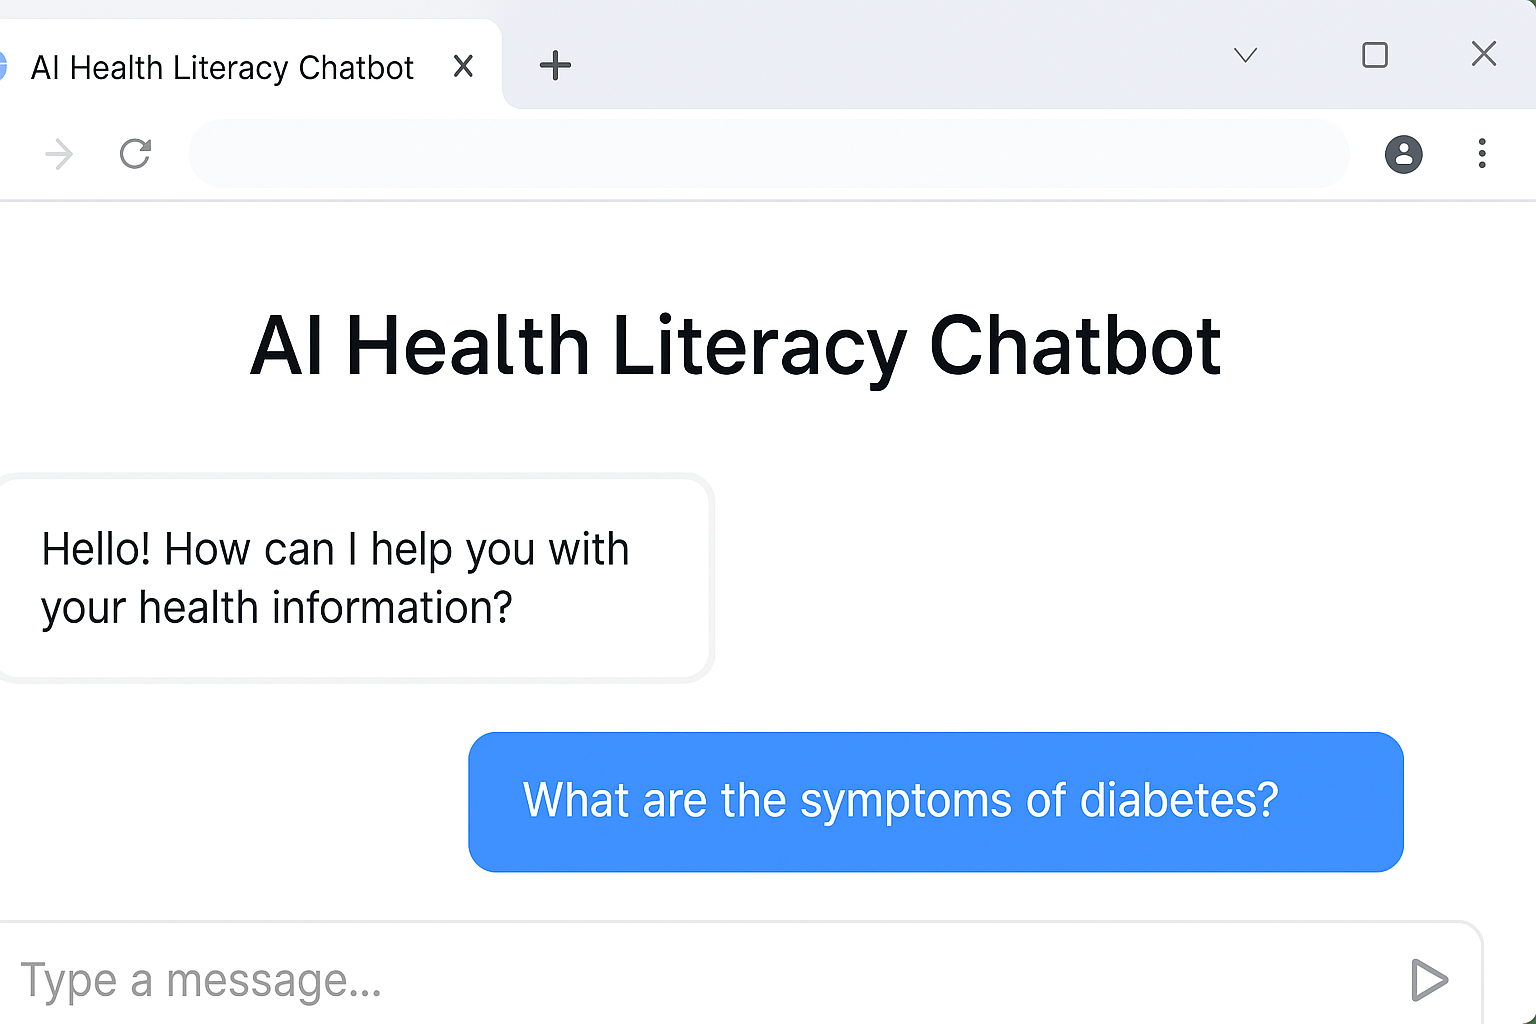 AI Health Literacy Chatbot
AI Health Literacy Chatbot
Hello! How can I help you with
your health information?
What are the symptoms of diabetes?
Type a message...